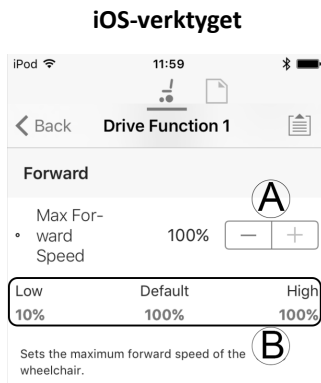 iOS-verktyget
iPod 11:59
Back Drive Function 1
Forward
A
Max For-
ward 100% − +
Speed
Low Default High
10% 100% 100%
B
Sets the maximum forward speed of the
wheelchair.